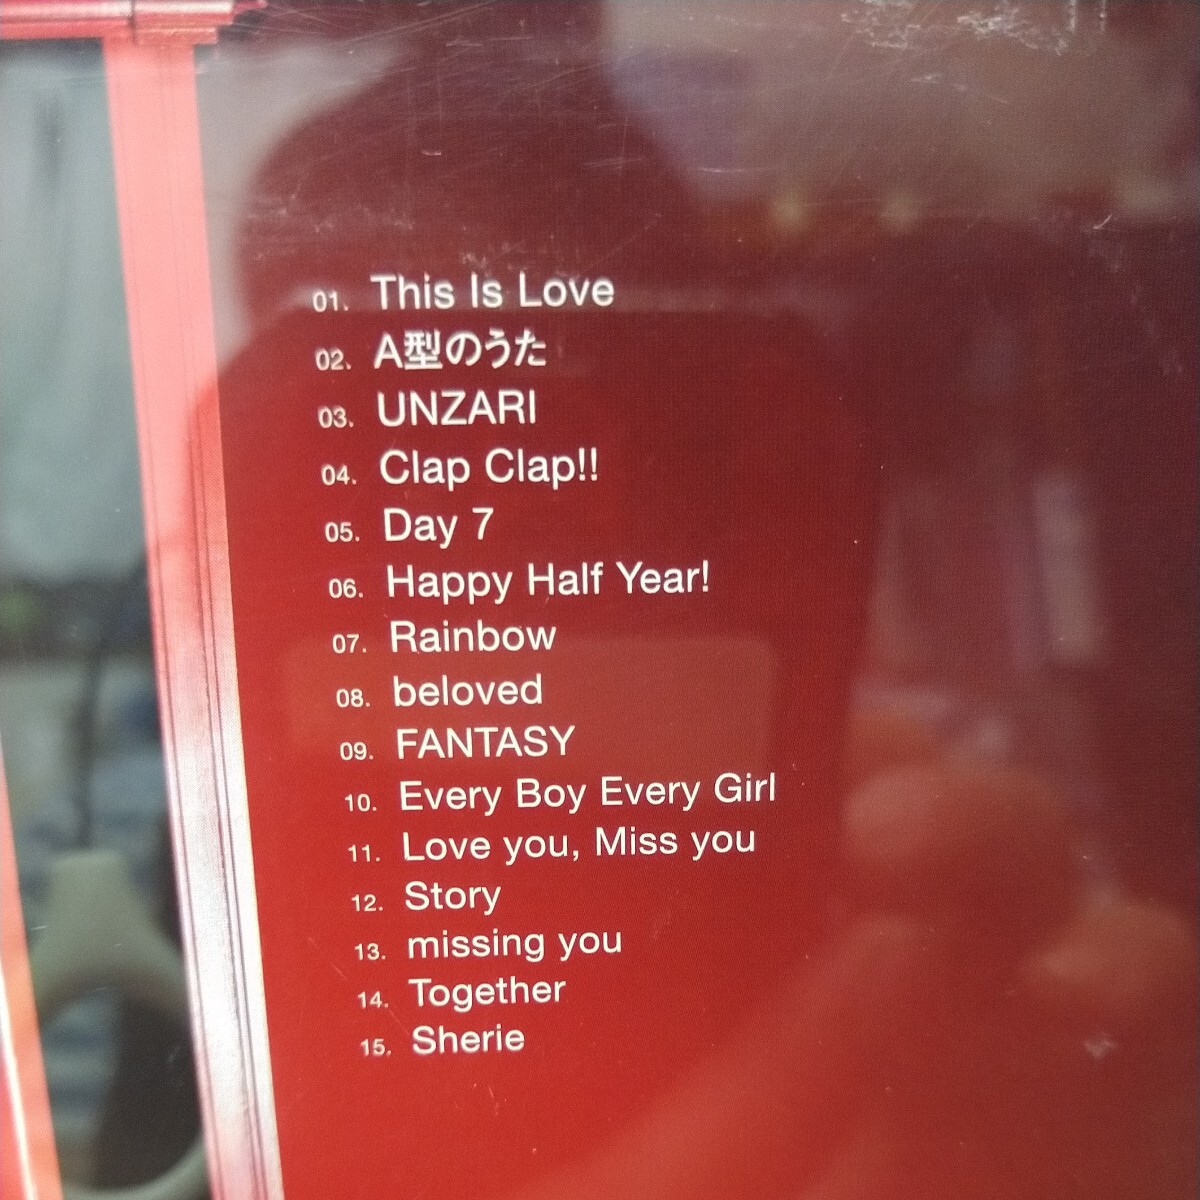 01. This Is Love
02. A型のうた
03. UNZARI
04. Clap Clap!!
05. Day 7
06. Happy Half Year!
07. Rainbow
08. beloved
09. FANTASY
10. Every Boy Every Girl
11. Love you, Miss you
12. Story
13. missing you
14. Together
15. Sherie